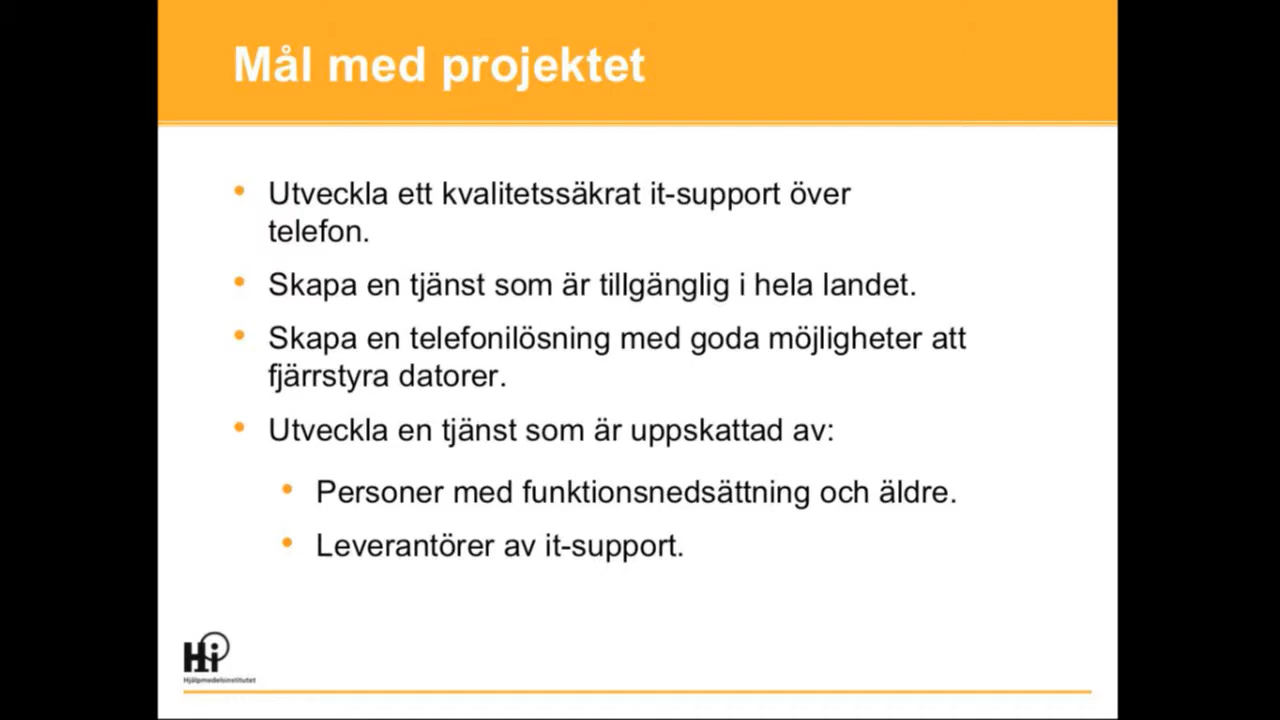 Mål med projektet
• Utveckla ett kvalitetssäkrat it-support över
telefon.
• Skapa en tjänst som är tillgänglig i hela landet.
• Skapa en telefonilösning med goda möjligheter att
fjärrstyra datorer.
• Utveckla en tjänst som är uppskattad av:
• Personer med funktionsnedsättning och äldre.
• Leverantörer av it-support.
Hi
Hjälpmedelsinstitutet